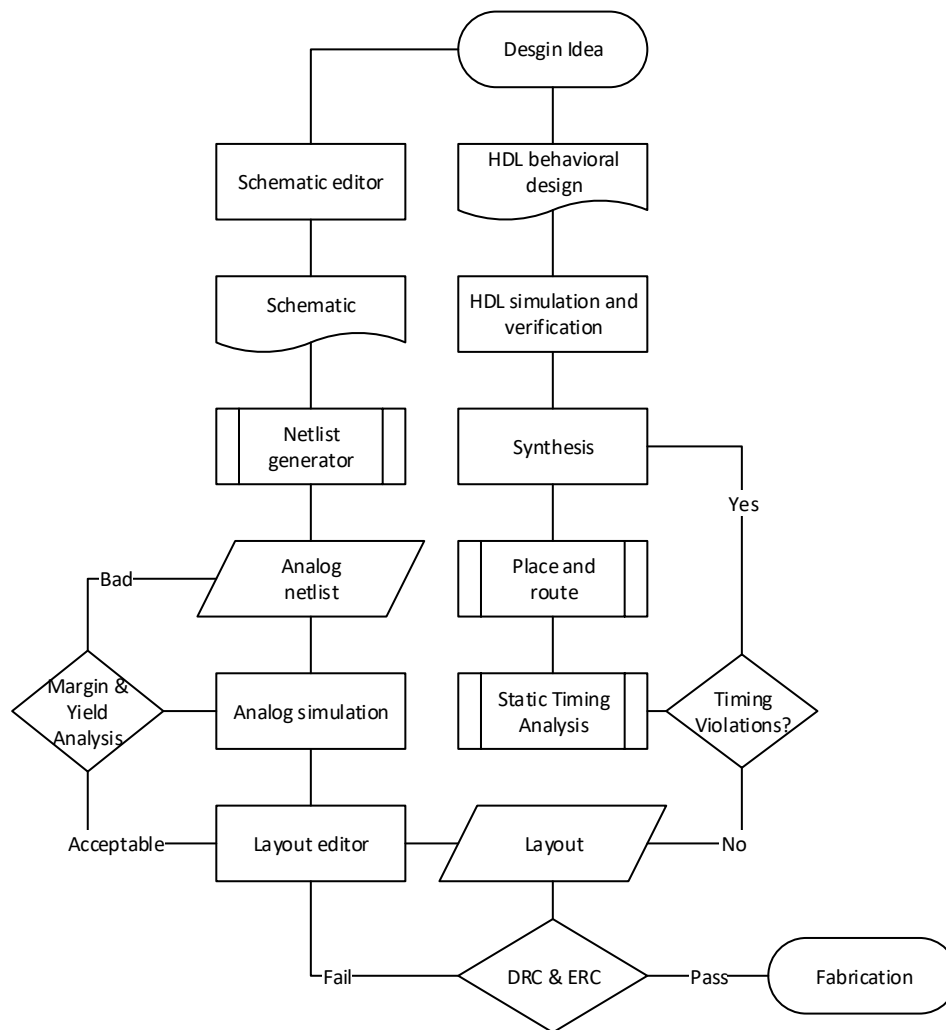 Desgin Idea
Schematic editor
HDL behavioral
design
Schematic
HDL simulation and
verification
Netlist
generator
Synthesis
Yes
Bad
Analog
netlist
Place and
route
Margin &
Yield
Analysis
Analog simulation
Static Timing
Analysis
Timing
Violations?
Acceptable
Layout editor
Layout
No
Fail
DRC & ERC
Pass
Fabrication